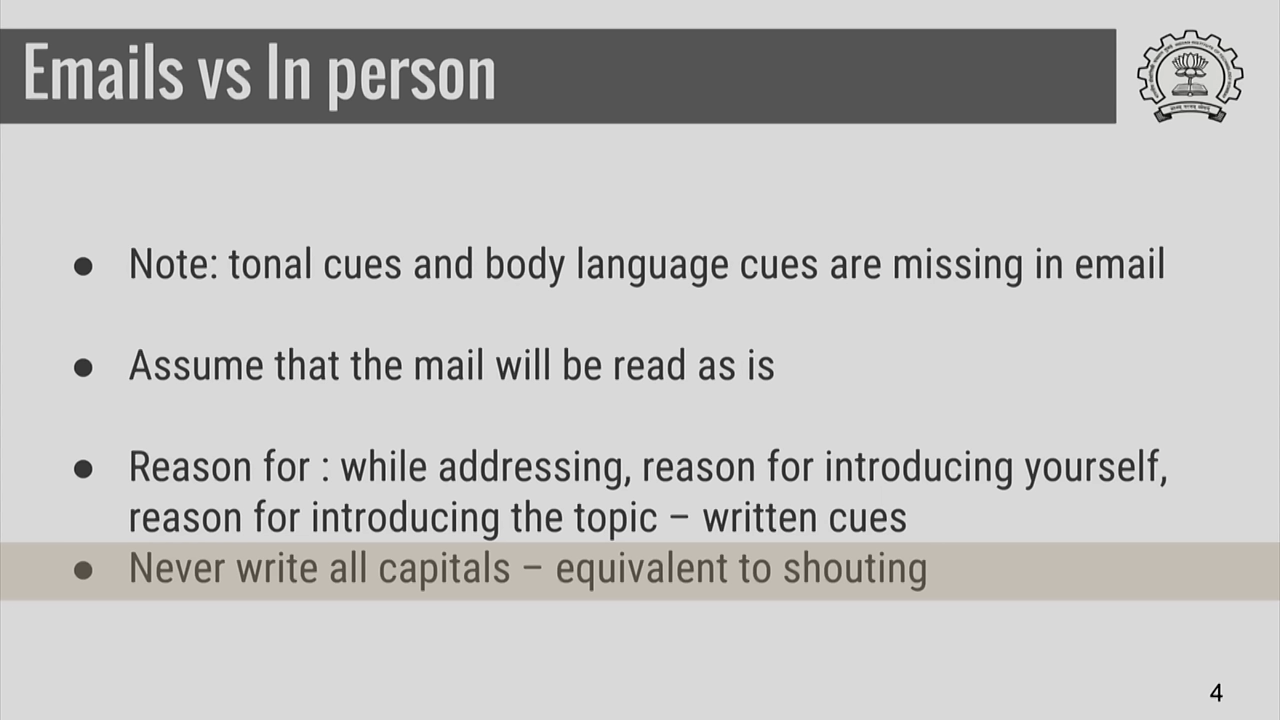 Emails vs In person
● Note: tonal cues and body language cues are missing in email
● Assume that the mail will be read as is
● Reason for : while addressing, reason for introducing yourself,
reason for introducing the topic – written cues
● Never write all capitals – equivalent to shouting
4